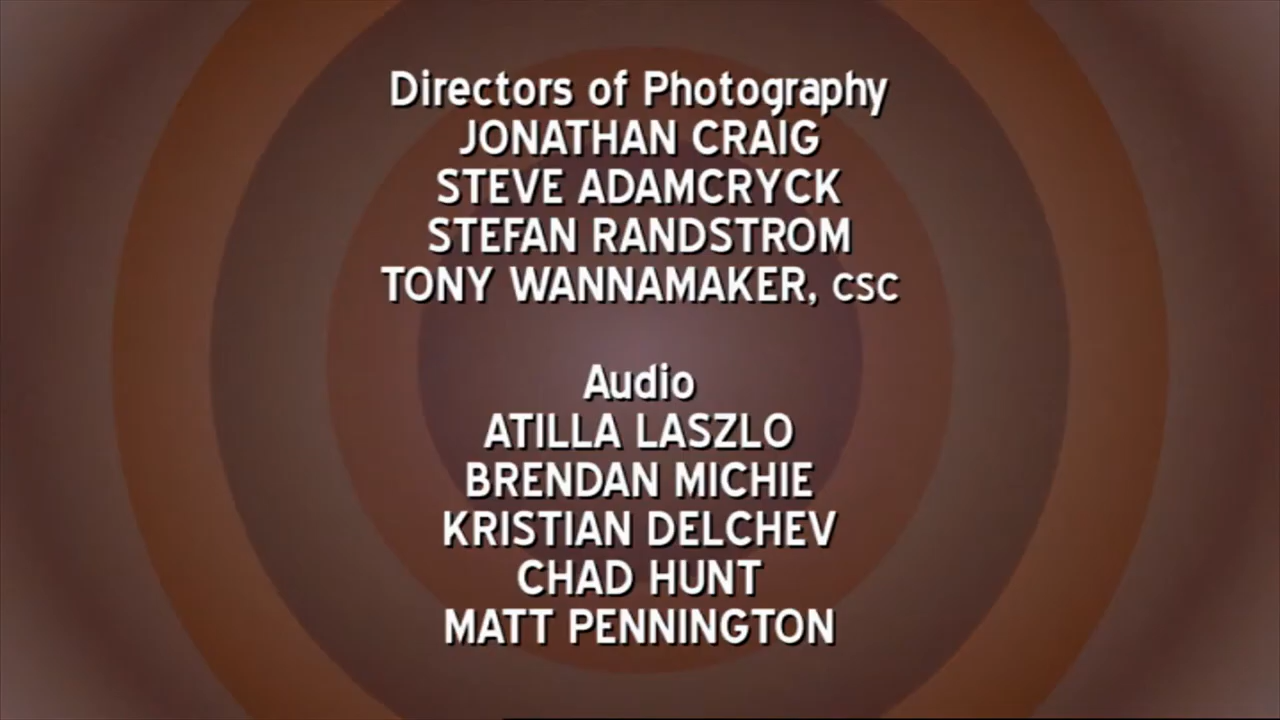 Directors of Photography
JONATHAN CRAIG
STEVE ADAMCRYCK
STEFAN RANDSTROM
TONY WANNAMAKER, csc
Audio
ATILLA LASZLO
BRENDAN MICHIE
KRISTIAN DELCHEV
CHAD HUNT
MATT PENNINGTON